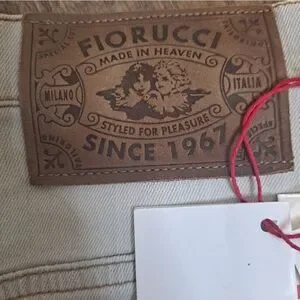 FIORUCCI
MADE IN HEAVEN
MILANO
ITALIA
STYLED FOR PLEASURE
SINCE 1967